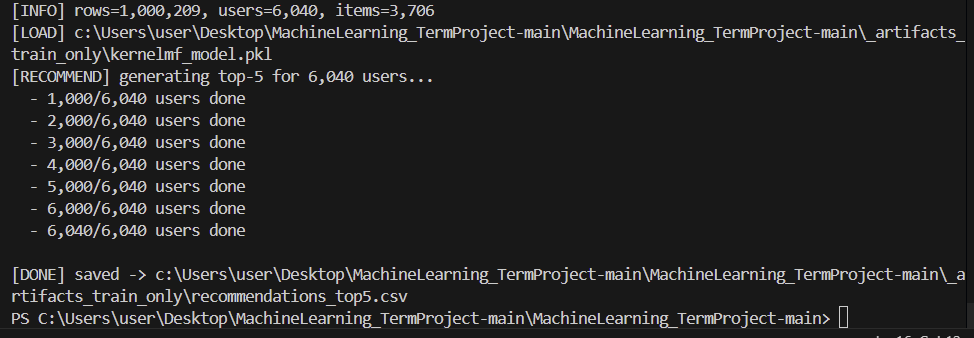 [INFO] rows=1,000,209, users=6,040, items=3,706
[LOAD] c:\Users\user\Desktop\MachineLearning_TermProject-main\MachineLearning_TermProject-main\_artifacts_
train_only\kernelmf_model.pkl
[RECOMMEND] generating top-5 for 6,040 users...
  - 1,000/6,040 users done
  - 2,000/6,040 users done
  - 3,000/6,040 users done
  - 4,000/6,040 users done
  - 5,000/6,040 users done
  - 6,000/6,040 users done
  - 6,040/6,040 users done
[DONE] saved -> c:\Users\user\Desktop\MachineLearning_TermProject-main\MachineLearning_TermProject-main\_a
rtifacts_train_only\recommendations_top5.csv
PS C:\Users\user\Desktop\MachineLearning_TermProject-main\MachineLearning_TermProject-main>